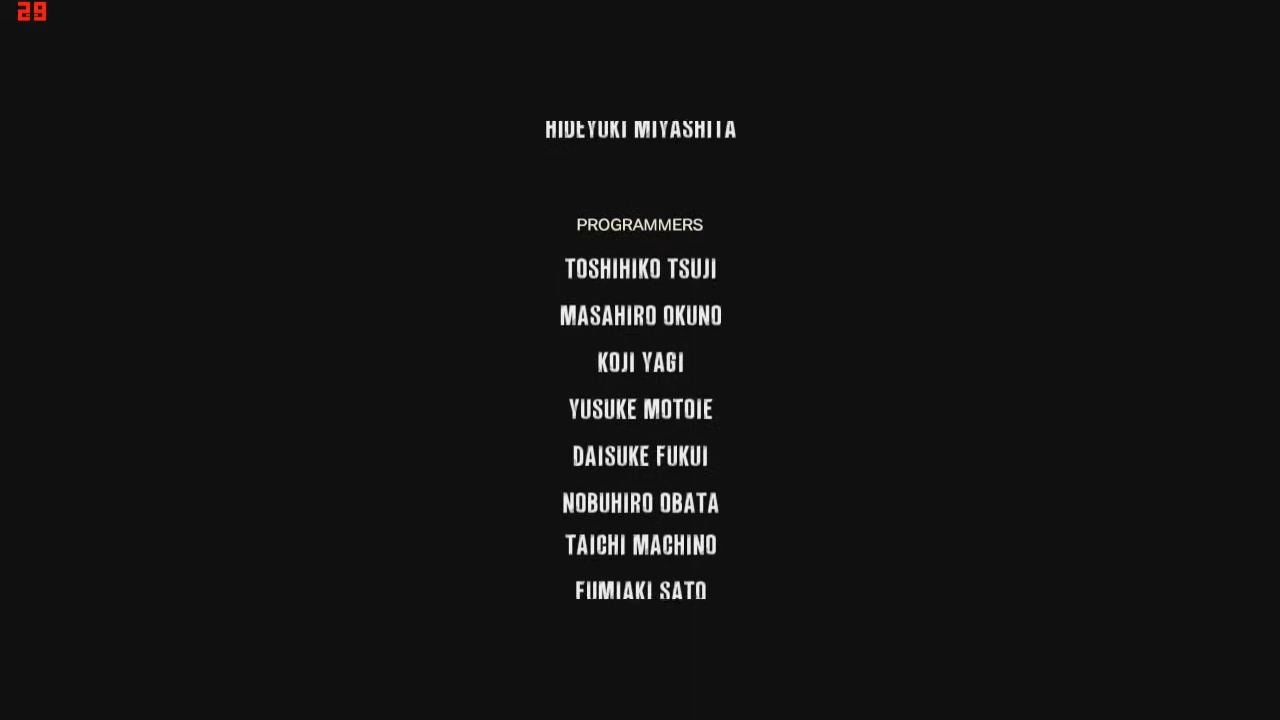 29
HIDEYUKI MIYASHITA
PROGRAMMERS
TOSHIHIKO TSUJI
MASAHIRO OKUNO
KOJI YAGI
YUSUKE MOTOIE
DAISUKE FUKUI
NOBUHIRO OBATA
TAICHI MACHINO
FUMIAKI SATO